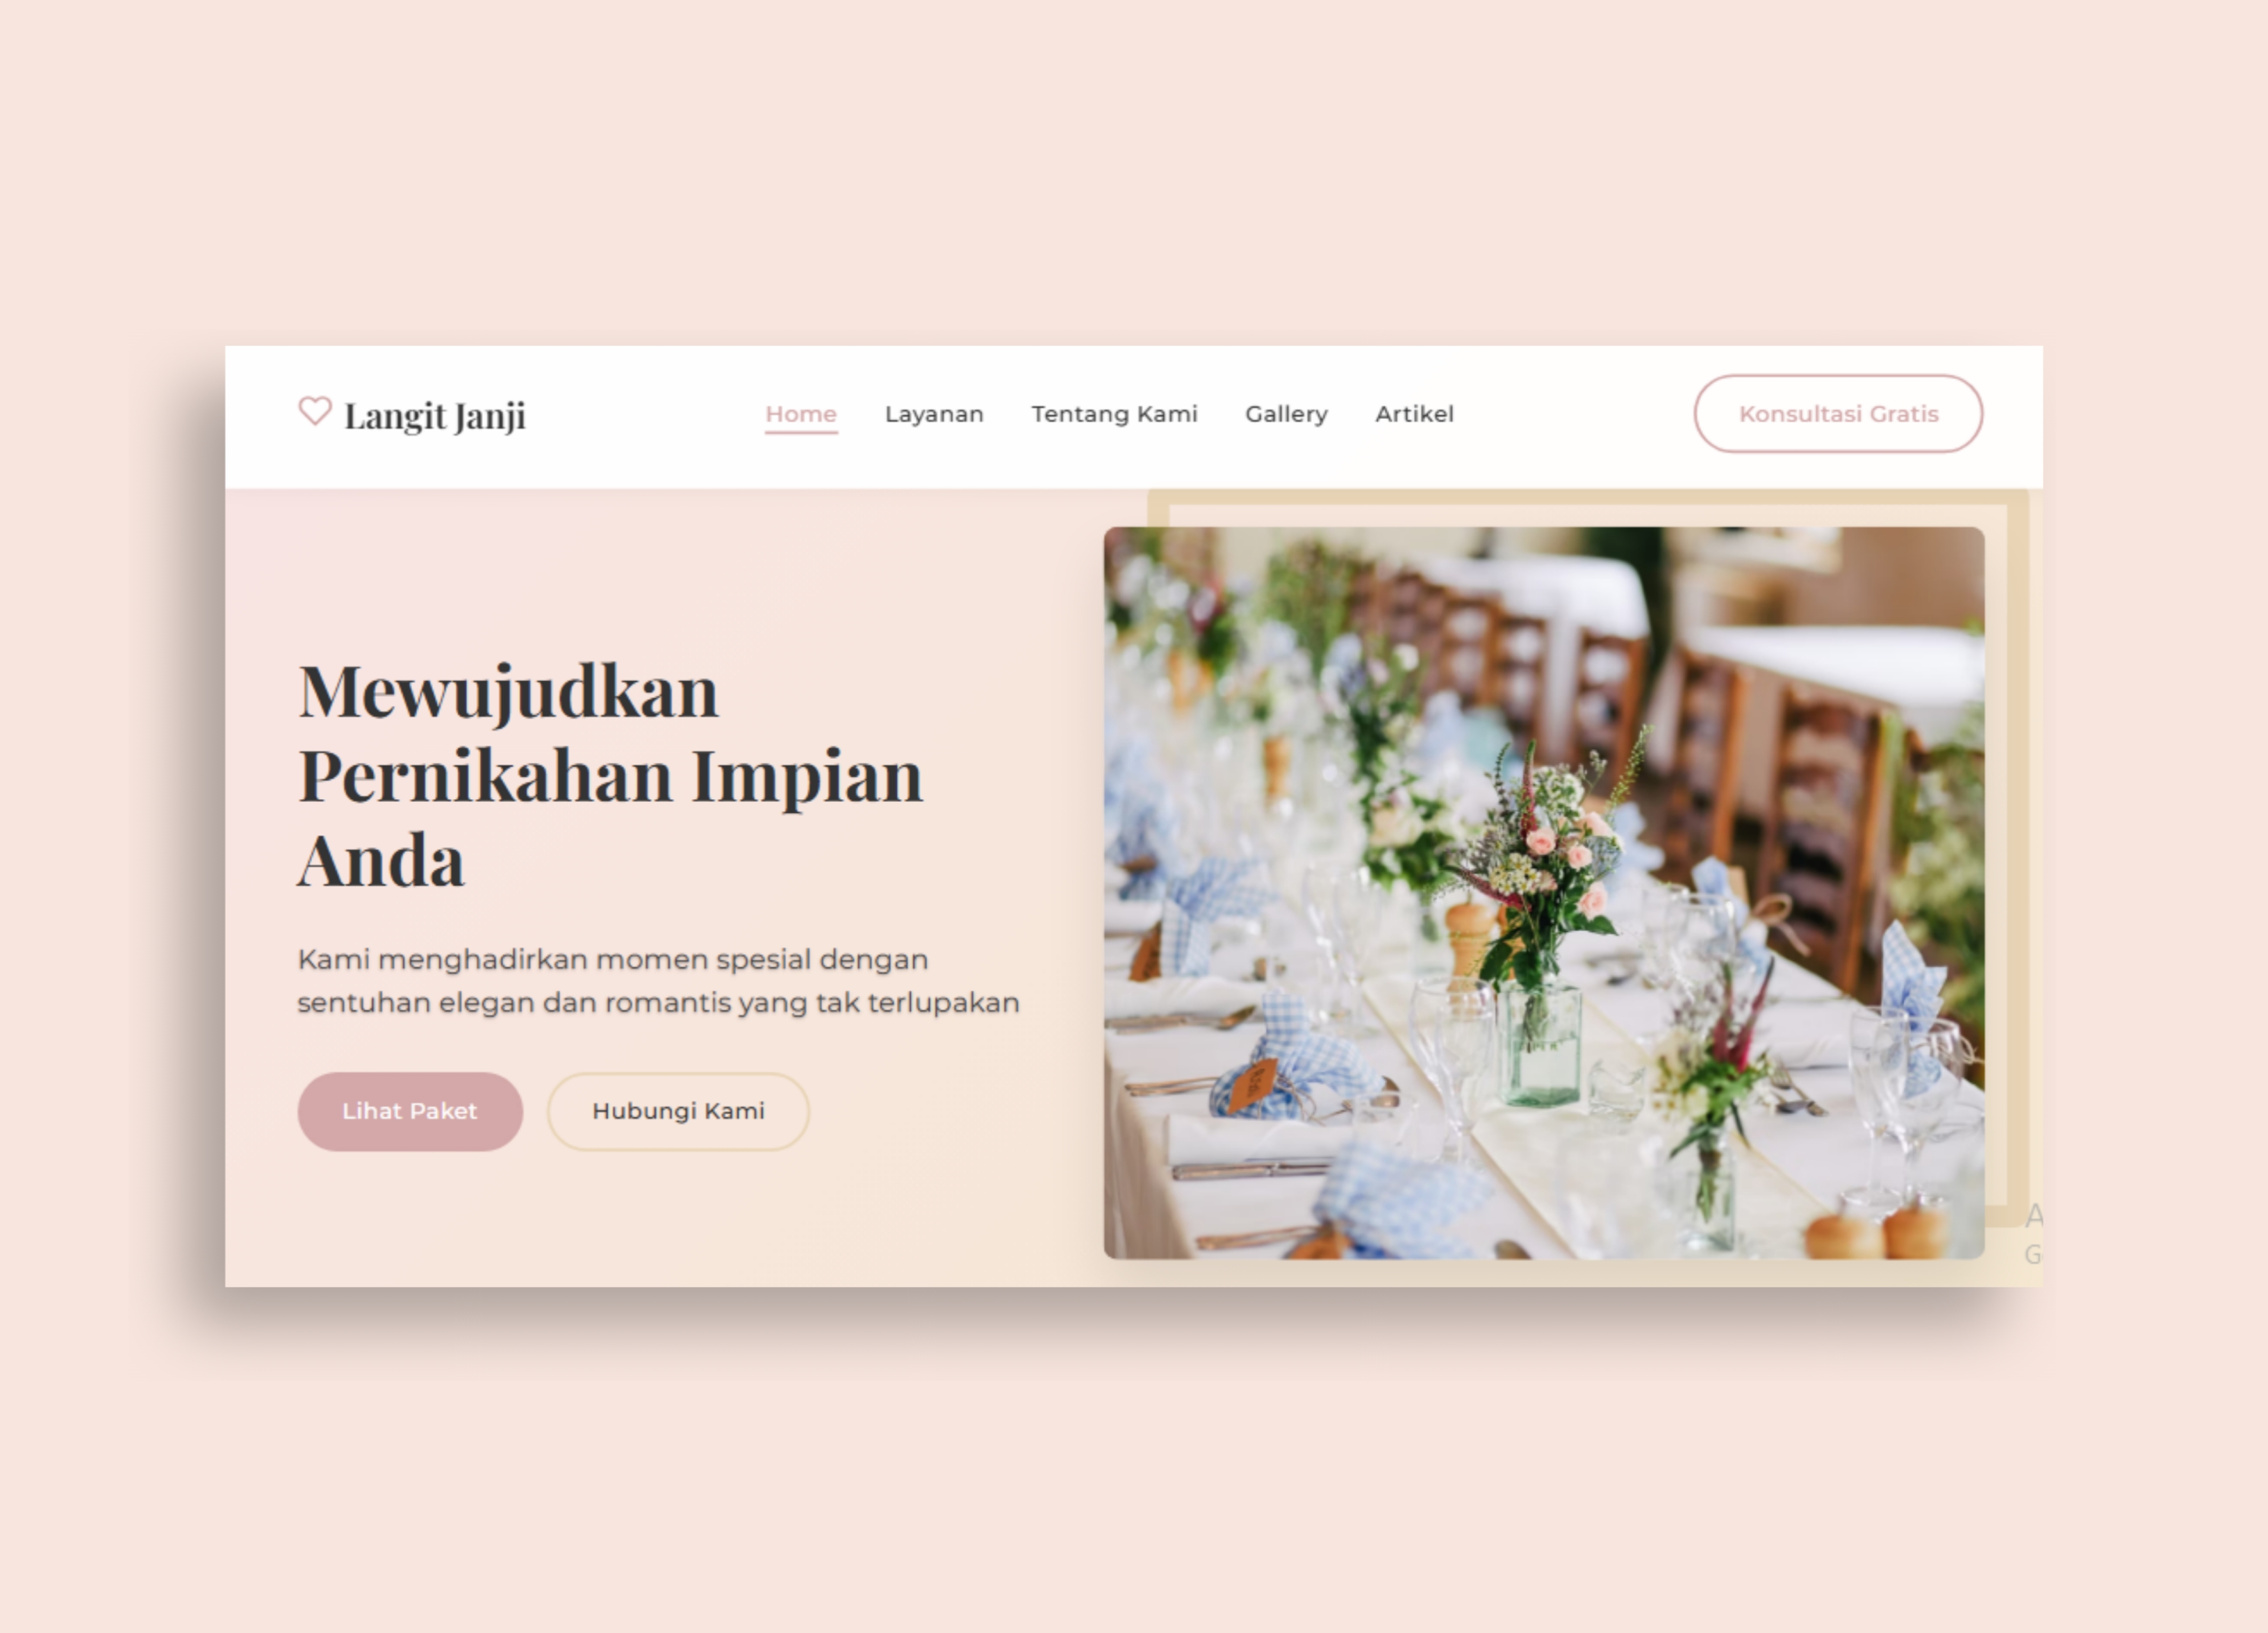 Langit Janji
Home Layanan Tentang Kami Gallery Artikel
Konsultasi Gratis
Mewujudkan
Pernikahan Impian
Anda
Kami menghadirkan momen spesial dengan
sentuhan elegan dan romantis yang tak terlupakan
Lihat Paket Hubungi Kami